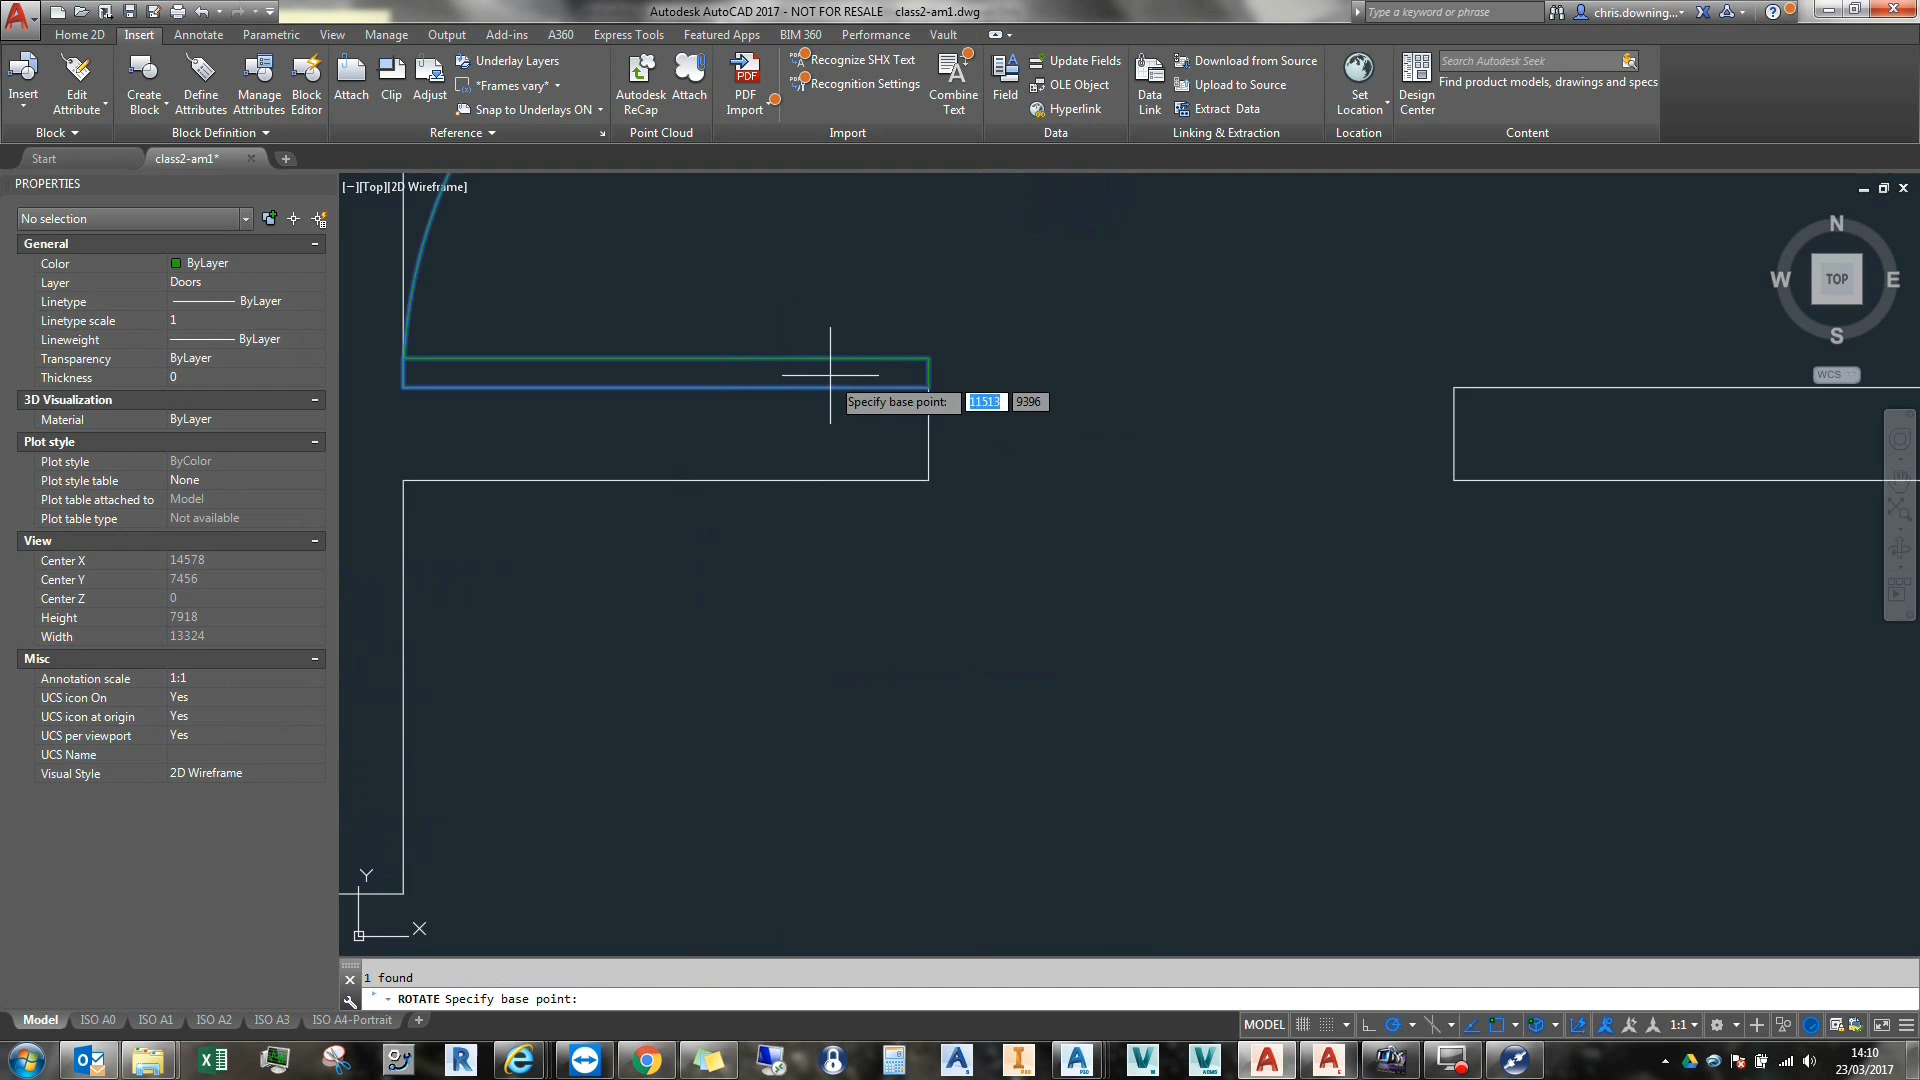 Autodesk AutoCAD 2017 - NOT FOR RESALE class2-am1.dwg
Type a keyword or phrase
chris.downing...
Home 2D Insert Annotate Parametric View Manage Output Add-ins A360 Express Tools Featured Apps BIM 360 Performance Vault
Insert
Edit Attribute
Create Block
Define Attributes
Manage Attributes
Block Editor
Attach
Clip
Adjust
Underlay Layers
*Frames vary*
Snap to Underlays ON
Autodesk ReCap
Attach
PDF Import
Recognize SHX Text
Recognition Settings
Combine Text
Field
Update Fields
OLE Object
Hyperlink
Data Link
Download from Source
Upload to Source
Extract Data
Set Location
Design Center
Search Autodesk Seek
Find product models, drawings and specs
Block
Block Definition
Reference
Point Cloud
Import
Data
Linking & Extraction
Location
Content
Start
class2-am1*
PROPERTIES
[−][Top][2D Wireframe]
No selection
General
Color ByLayer
Layer Doors
Linetype ByLayer
Linetype scale 1
Lineweight ByLayer
Transparency ByLayer
Thickness 0
3D Visualization
Material ByLayer
Plot style
Plot style ByColor
Plot style table None
Plot table attached to Model
Plot table type Not available
View
Center X 14578
Center Y 7456
Center Z 0
Height 7918
Width 13324
Misc
Annotation scale 1:1
UCS icon On Yes
UCS icon at origin Yes
UCS per viewport Yes
UCS Name
Visual Style 2D Wireframe
N
W TOP E
S
WCS
Specify base point: 11513 9396
Y
X
1 found
ROTATE Specify base point:
Model ISO A0 ISO A1 ISO A2 ISO A3 ISO A4-Portrait
MODEL
1:1
14:10
23/03/2017